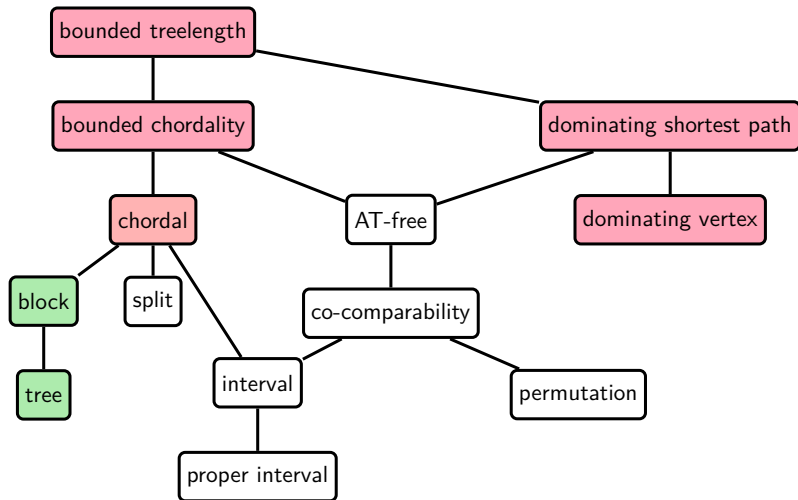 bounded treelength
bounded chordality
dominating shortest path
chordal
AT-free
dominating vertex
block
split
co-comparability
tree
interval
permutation
proper interval